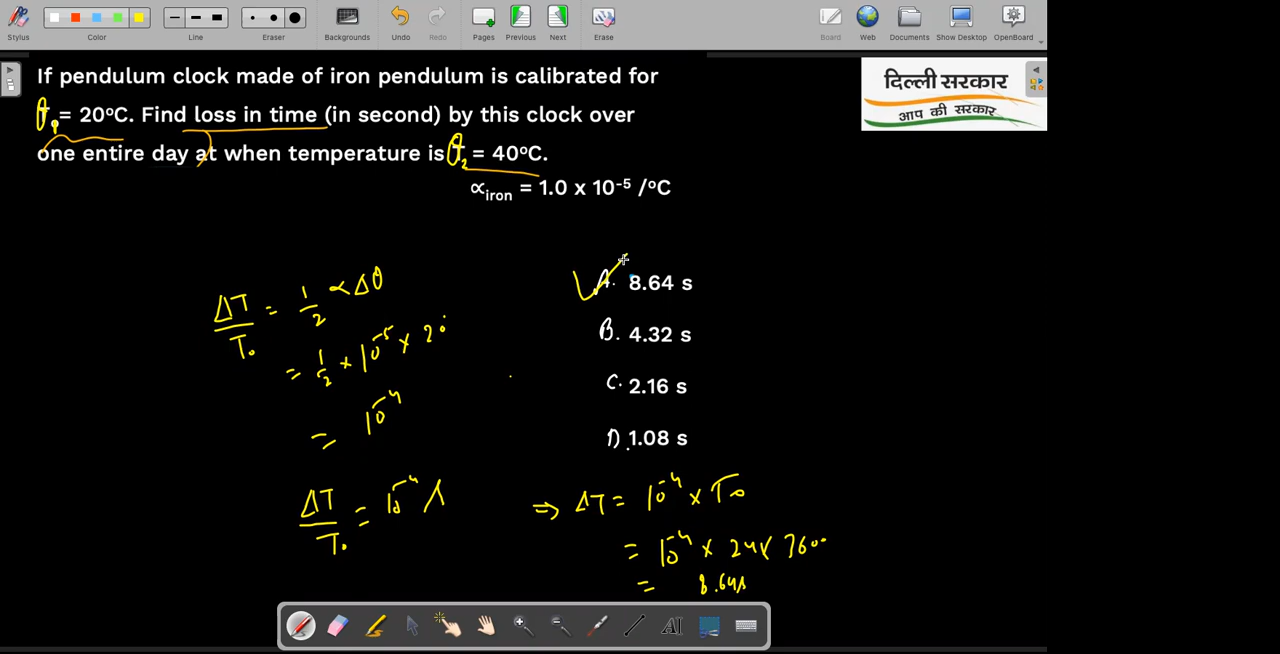 Stylus Color Line Eraser Backgrounds Undo Redo Pages Previous Next Erase Board Web Documents Show Desktop OpenBoard
If pendulum clock made of iron pendulum is calibrated for
θ₁ = 20°C. Find loss in time (in second) by this clock over
one entire day at when temperature is θ₂ = 40°C.
∝iron = 1.0 x 10⁻⁵ /°C
दिल्ली सरकार
आप की सरकार
ΔT/T₀ = 1/2 ∝ Δθ
= 1/2 × 10⁻⁵ × 20
= 10⁻⁴
ΔT/T₀ = 10⁻⁴
A. 8.64 s
B. 4.32 s
C. 2.16 s
D) 1.08 s
⇒ ΔT = 10⁻⁴ × T₀
= 10⁻⁴ × 24 × 3600
= 8.64s